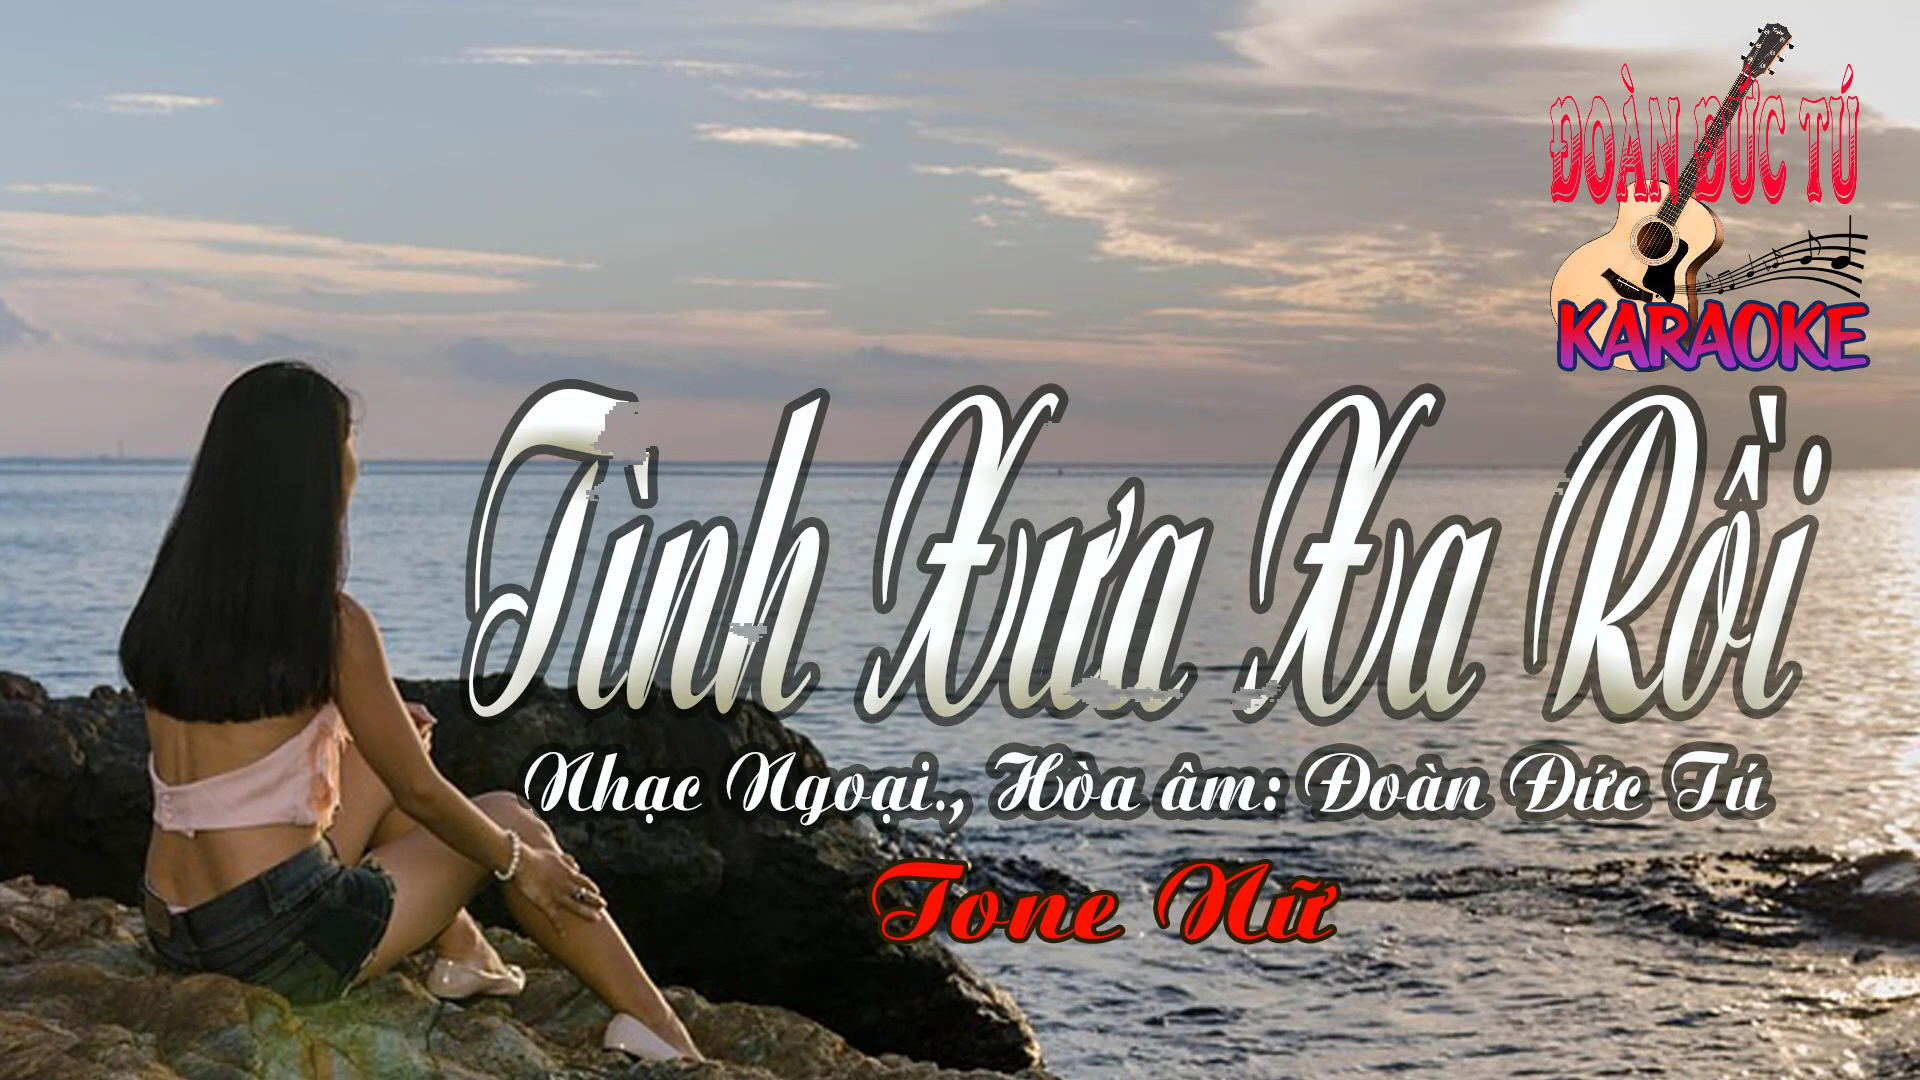 ĐOÀN ĐỨC TÚ
KARAOKE
Tình Xưa Xa Rồi
Nhạc Ngoại., Hòa âm: Đoàn Đức Tú
Tone Nữ